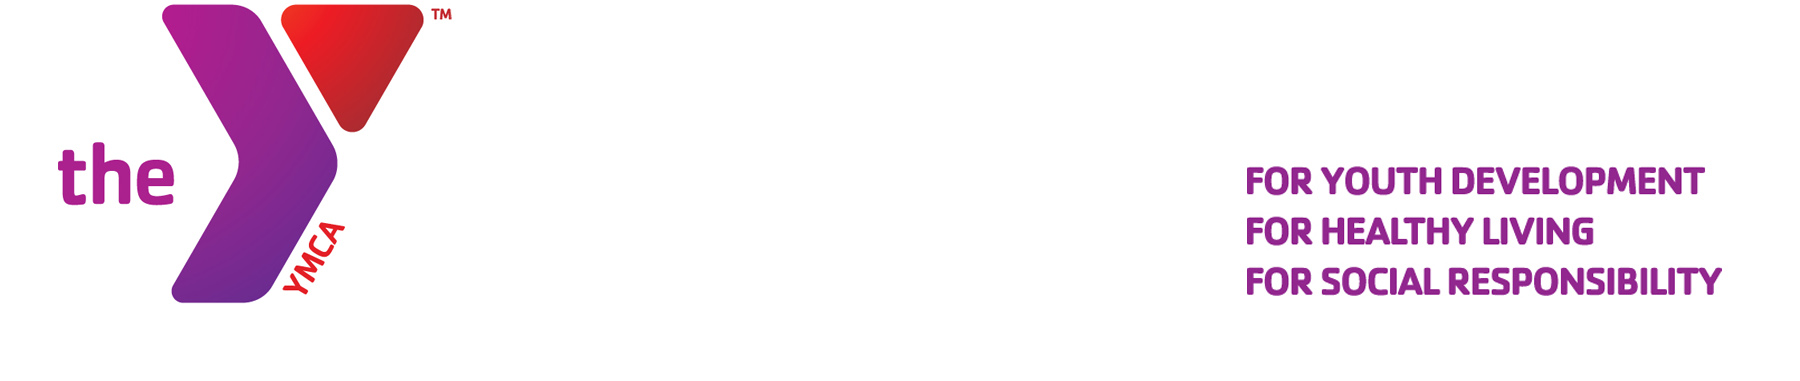 the
YMCA
TM
FOR YOUTH DEVELOPMENT
FOR HEALTHY LIVING
FOR SOCIAL RESPONSIBILITY